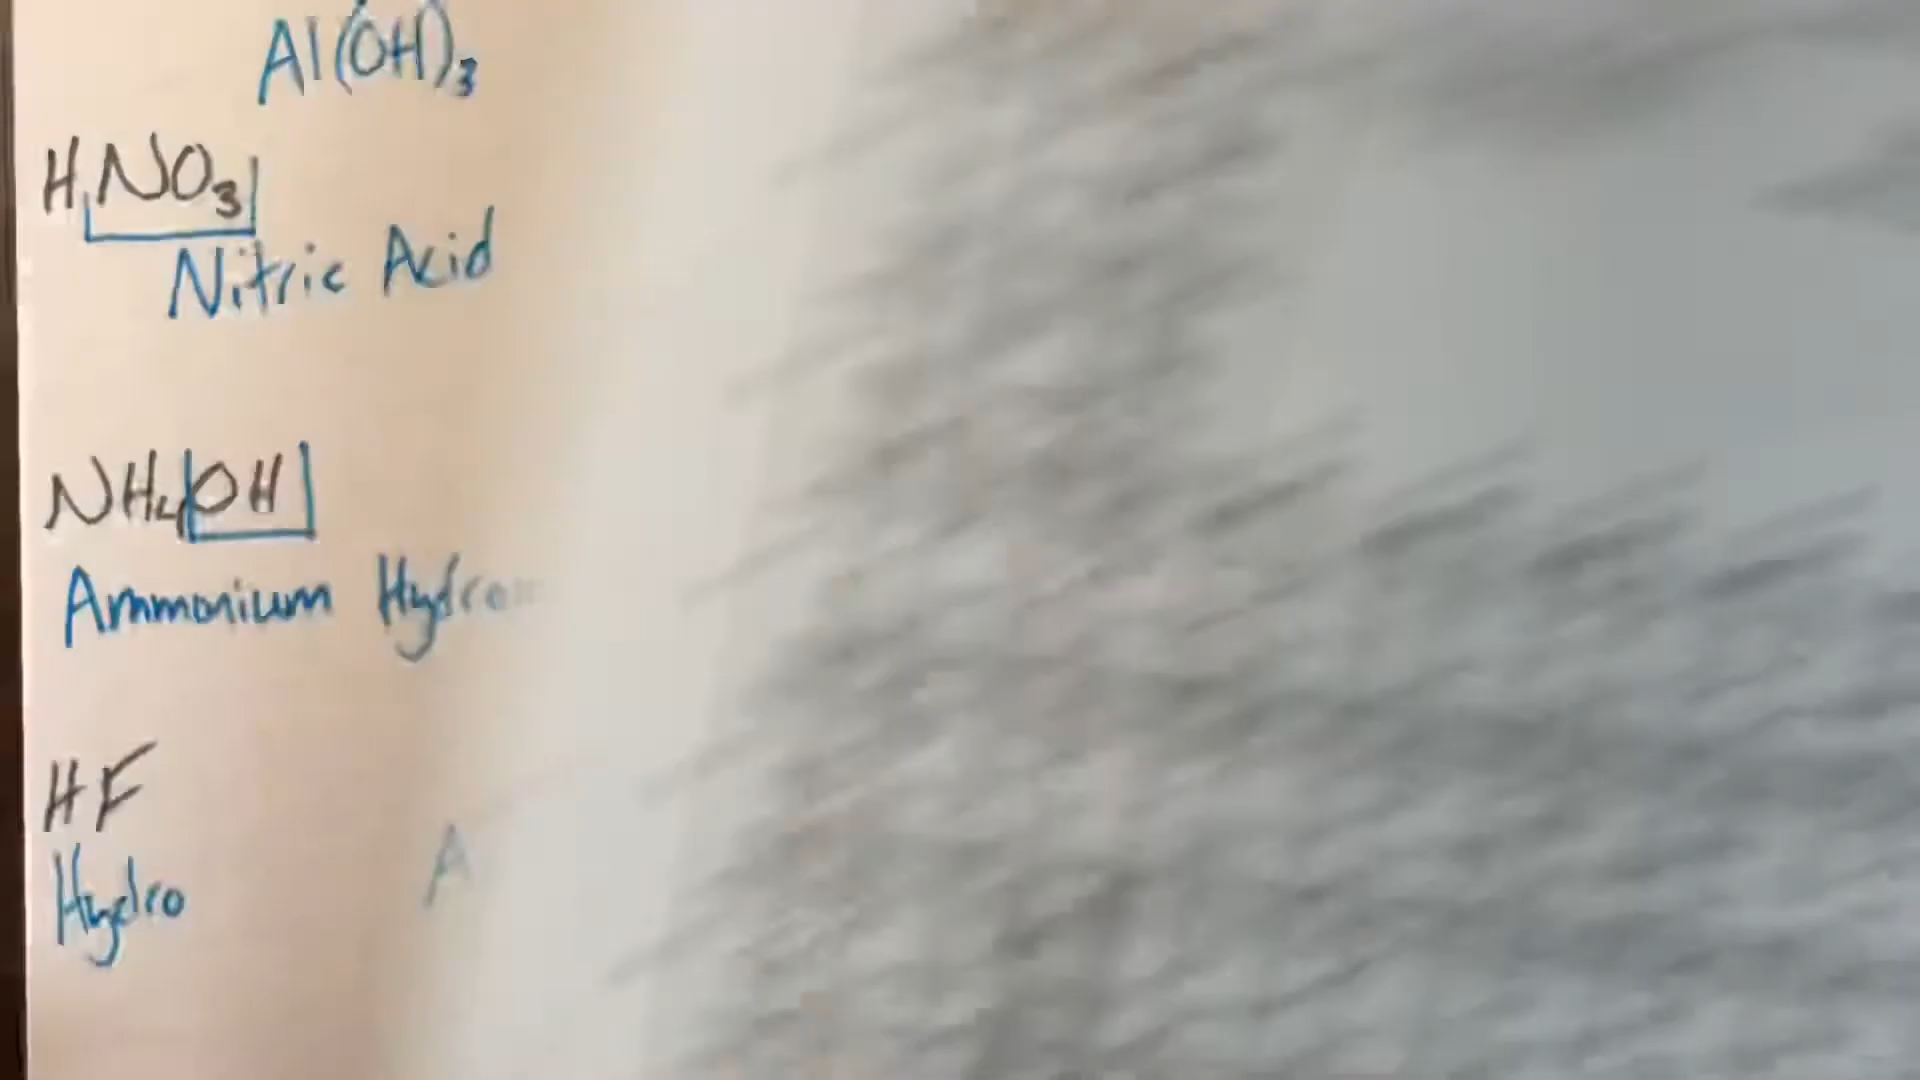 Al(OH)₃
HNO₃
Nitric Acid
NH₄OH
Ammonium
HF
Hydro
A